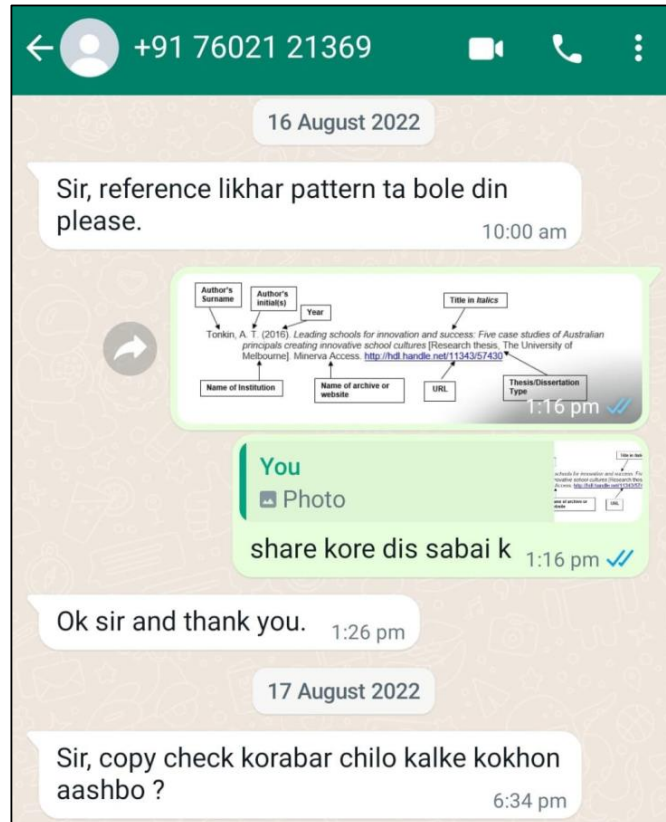 +91 76021 21369
16 August 2022
Sir, reference likhar pattern ta bole din
please.
10:00 am
Author's
Surname
Author's
initial(s)
Year
Title in Italics
Tonkin, A. T. (2016). Leading schools for innovation and success: Five case studies of Australian
principals creating innovative school cultures [Research thesis, The University of
Melbourne]. Minerva Access. http://hdl.handle.net/11343/57430
Name of Institution
Name of archive or
website
URL
Thesis/Dissertation
Type
1:16 pm
You
Photo
share kore dis sabai k
1:16 pm
Ok sir and thank you.
1:26 pm
17 August 2022
Sir, copy check korabar chilo kalke kokhon
aashbo ?
6:34 pm